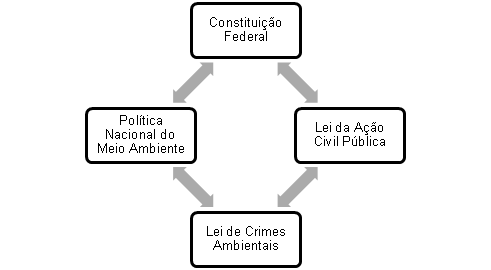 Constituição
Federal
Política
Nacional do
Meio Ambiente
Lei da Ação
Civil Pública
Lei de Crimes
Ambientais